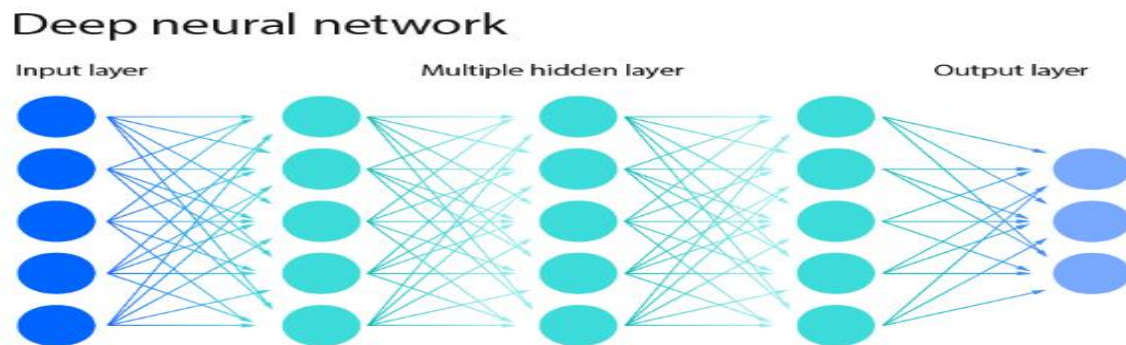 Deep neural network
Input layer
Multiple hidden layer
Output layer